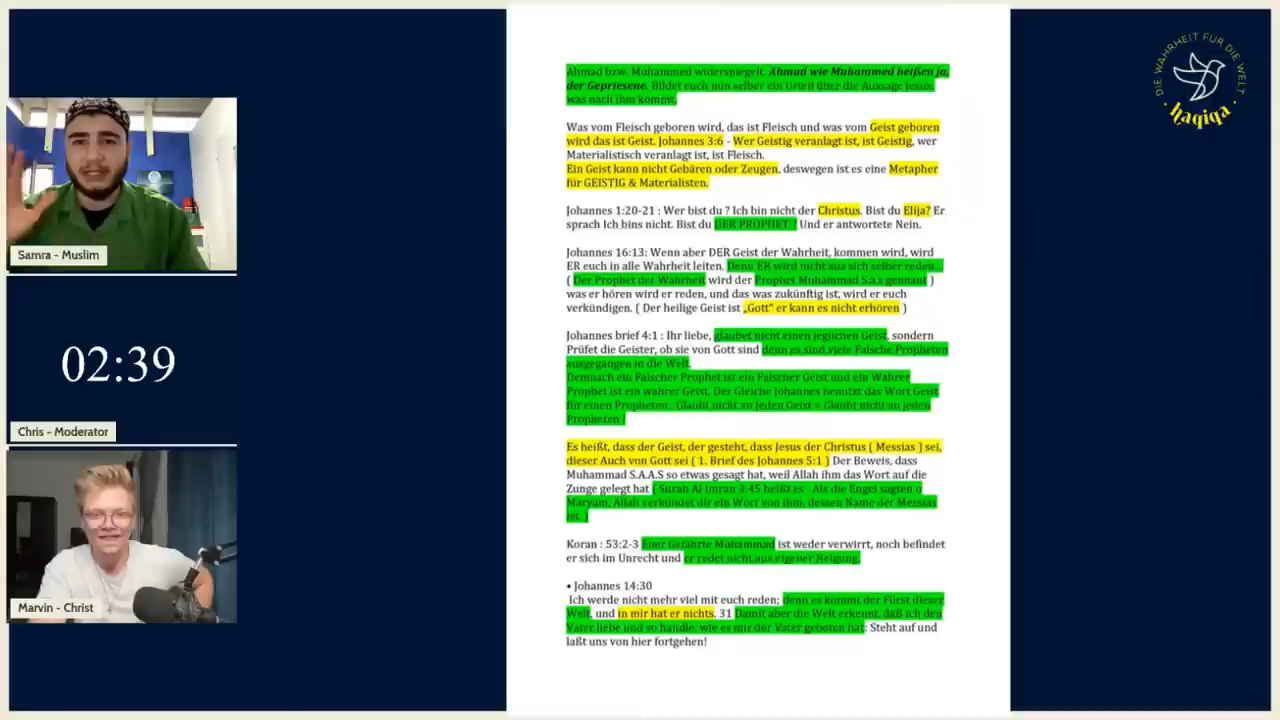 Ahmad bzw. Muhammed widerspiegelt. Ahmad wie Muhammed heißen ja,
der Gepriesene. Bildet euch nun selber ein Urteil über die Aussage Jesus,
was nach ihm kommt.
Was vom Fleisch geboren wird, das ist Fleisch und was vom Geist geboren
wird das ist Geist. Johannes 3:6 - Wer Geistig veranlagt ist, ist Geistig, wer
Materialistisch veranlagt ist, ist Fleisch.
Ein Geist kann nicht Gebären oder Zeugen, deswegen ist es eine Metapher
für GEISTIG & Materialisten.
Johannes 1:20-21 : Wer bist du ? Ich bin nicht der Christus. Bist du Elija? Er
sprach Ich bins nicht. Bist du DER PROPHET ? Und er antwortete Nein.
Johannes 16:13: Wenn aber DER Geist der Wahrheit, kommen wird, wird
ER euch in alle Wahrheit leiten. Denn ER wird nicht aus sich selber reden...
( Der Prophet der Wahrheit wird der Prophet Muhammad S.a.s genannt )
was er hören wird er reden, und das was zukünftig ist, wird er euch
verkündigen. ( Der heilige Geist ist „Gott“ er kann es nicht erhören )
Johannes brief 4:1 : Ihr liebe, glaubet nicht einen jeglichen Geist, sondern
Prüfet die Geister, ob sie von Gott sind denn es sind viele Falsche Propheten
ausgegangen in die Welt.
Demnach ein Falscher Prophet ist ein Falscher Geist und ein Wahrer
Prophet ist ein wahrer Geist. Der Gleiche Johannes benutzt das Wort Geist
für einen Propheten.. Glaubt nicht an jeden Geist = Glaubt nicht an jeden
Propheten !
Es heißt, dass der Geist, der gesteht, dass Jesus der Christus ( Messias ) sei,
dieser Auch von Gott sei ( 1. Brief des Johannes 5:1 ) Der Beweis, dass
Muhammad S.A.A.S so etwas gesagt hat, weil Allah ihm das Wort auf die
Zunge gelegt hat ( Surah Al Imran 3:45 heißt es : Als die Engel sagten o
Maryam, Allah verkündet dir ein Wort von ihm, dessen Name der Messias
ist. )
Koran : 53:2-3 Euer Gefährte Muhammad ist weder verwirrt, noch befindet
er sich im Unrecht und er redet nicht aus eigener Neigung.
• Johannes 14:30
Ich werde nicht mehr viel mit euch reden; denn es kommt der Fürst dieser
Welt, und in mir hat er nichts. 31 Damit aber die Welt erkennt, daß ich den
Vater liebe und so handle, wie es mir der Vater geboten hat: Steht auf und
laßt uns von hier fortgehen!
Samra - Muslim
02:39
Chris - Moderator
Marvin - Christ
DIE WAHRHEIT FÜR DIE WELT
haqiqa